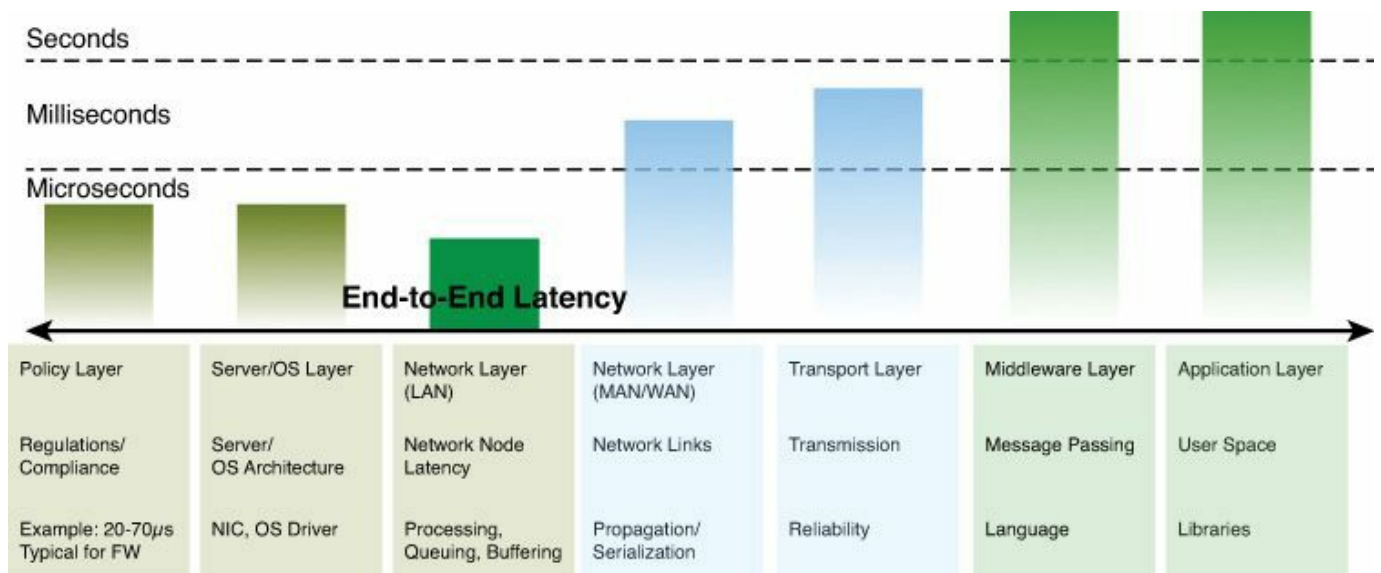 Seconds
Milliseconds
Microseconds
End-to-End Latency
Policy Layer
Regulations/
Compliance
Example: 20-70µs
Typical for FW
Server/OS Layer
Server/
OS Architecture
NIC, OS Driver
Network Layer
(LAN)
Network Node
Latency
Processing,
Queuing, Buffering
Network Layer
(MAN/WAN)
Network Links
Propagation/
Serialization
Transport Layer
Transmission
Reliability
Middleware Layer
Message Passing
Language
Application Layer
User Space
Libraries